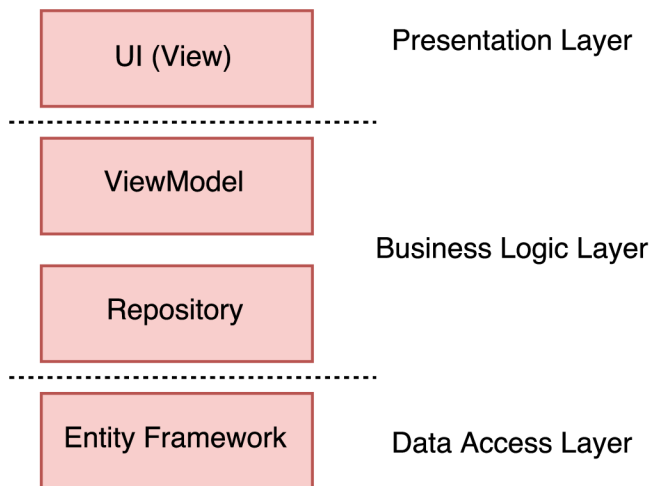 UI (View)
Presentation Layer
ViewModel
Business Logic Layer
Repository
Entity Framework
Data Access Layer